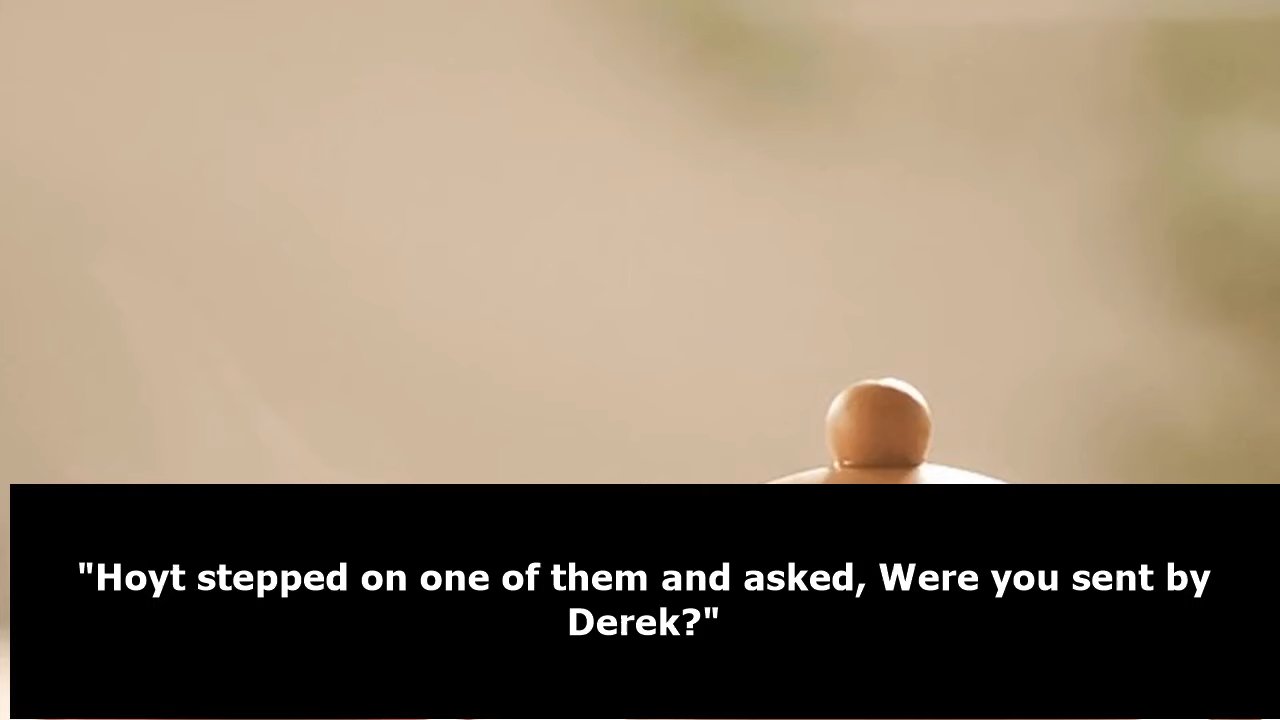 "Hoyt stepped on one of them and asked, Were you sent by
Derek?"